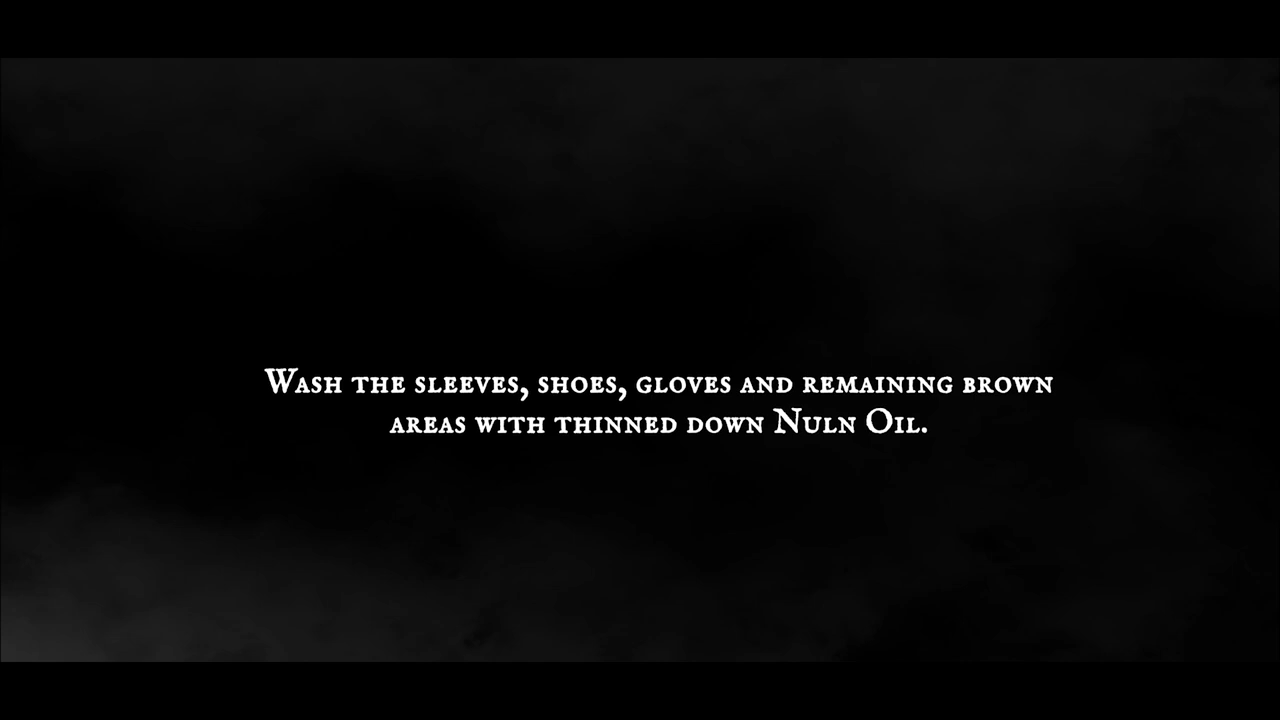 Wash the sleeves, shoes, gloves and remaining brown
areas with thinned down Nuln Oil.